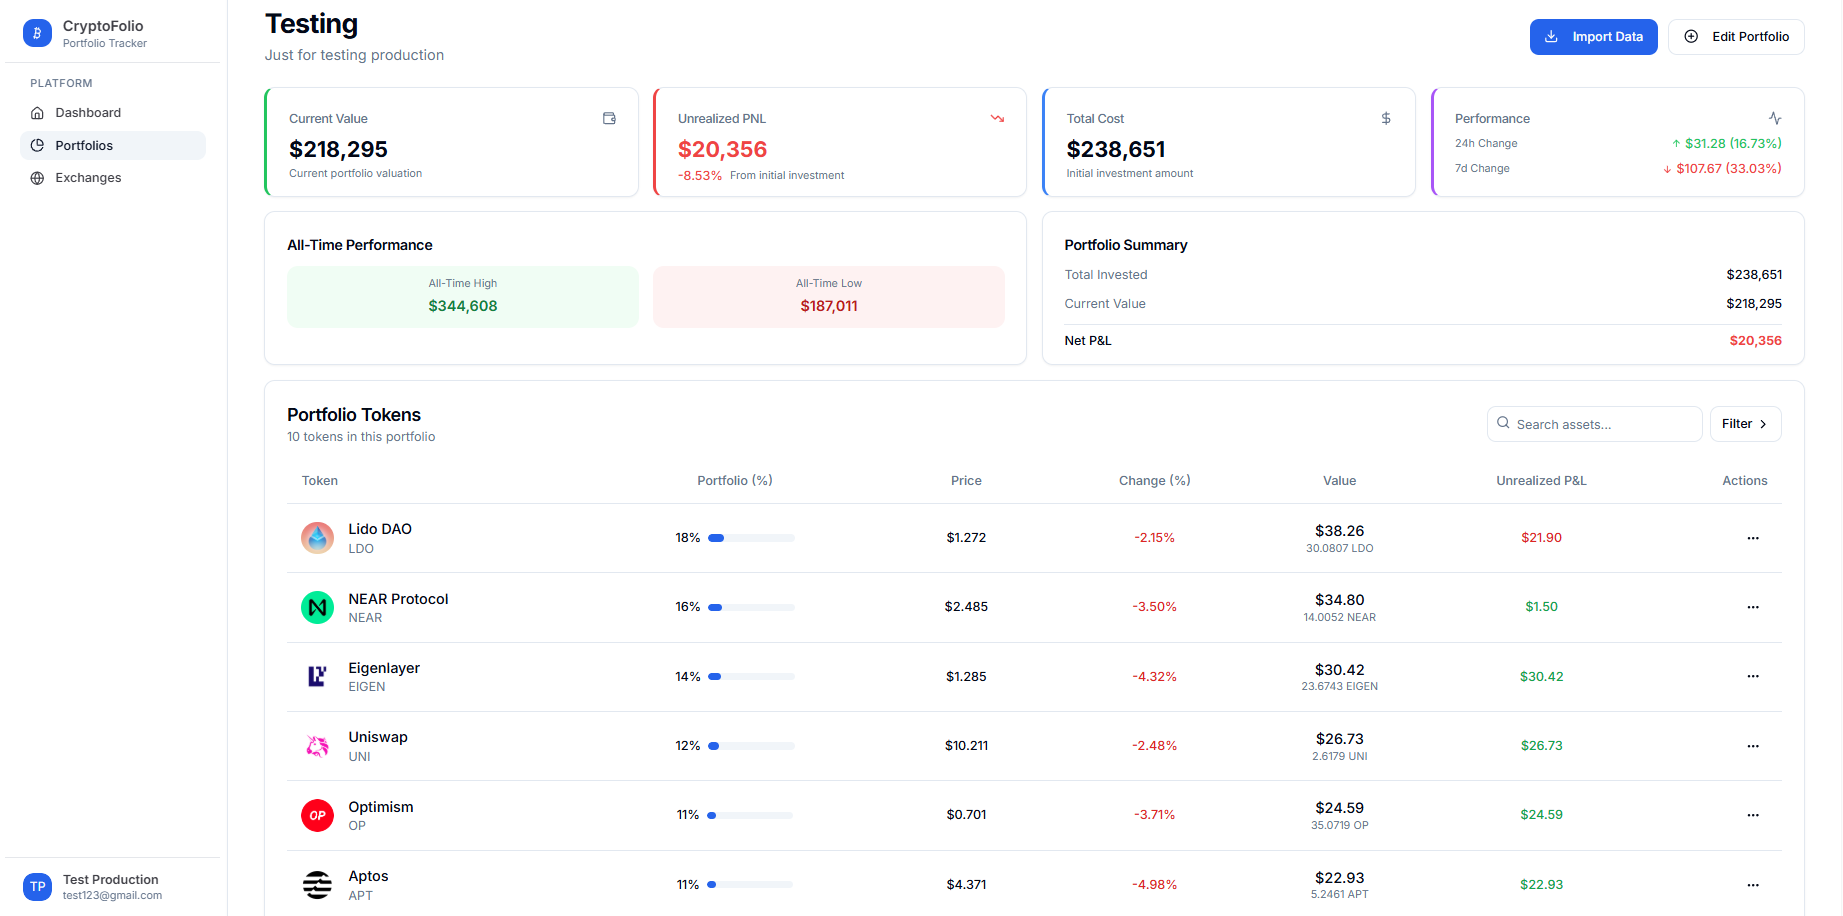 CryptoFolio
Portfolio Tracker
PLATFORM
Dashboard
Portfolios
Exchanges
Test Production
TP
test123@gmail.com
Testing
Just for testing production
Import Data
Edit Portfolio
Current Value
$218,295
Current portfolio valuation
Unrealized PNL
$20,356
-8.53% From initial investment
Total Cost
$
$238,651
Initial investment amount
Performance
24h Change ↑ $31.28 (16.73%)
7d Change ↓ $107.67 (33.03%)
All-Time Performance
All-Time High
$344,608
All-Time Low
$187,011
Portfolio Summary
Total Invested $238,651
Current Value $218,295
Net P&L $20,356
Portfolio Tokens
10 tokens in this portfolio
Search assets...
Filter
Token Portfolio (%) Price Change (%) Value Unrealized P&L Actions
Lido DAO
LDO
18% $1.272 -2.15% $38.26 $21.90
30.0807 LDO
NEAR Protocol
NEAR
16% $2.485 -3.50% $34.80 $1.50
14.0052 NEAR
Eigenlayer
EIGEN
14% $1.285 -4.32% $30.42 $30.42
23.6743 EIGEN
Uniswap
UNI
12% $10.211 -2.48% $26.73 $26.73
2.6179 UNI
OP
Optimism
OP
11% $0.701 -3.71% $24.59 $24.59
35.0719 OP
Aptos
APT
11% $4.371 -4.98% $22.93 $22.93
5.2461 APT